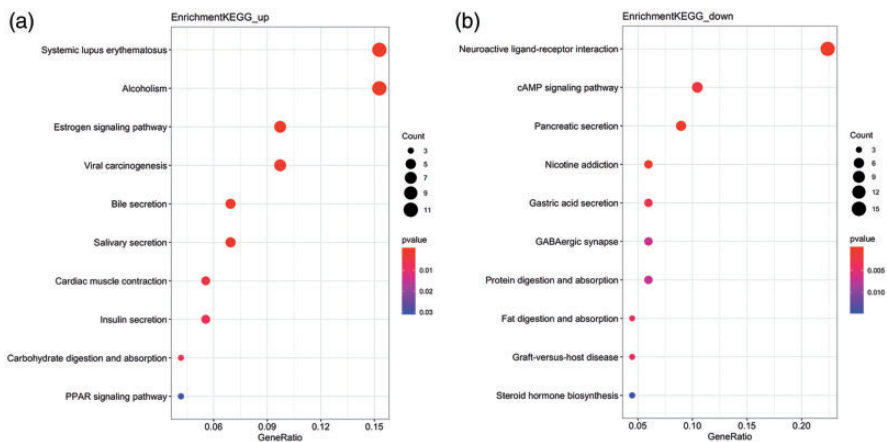 (a)
EnrichmentKEGG_up
Systemic lupus erythematosus
Alcoholism
Estrogen signaling pathway
Viral carcinogenesis
Bile secretion
Salivary secretion
Cardiac muscle contraction
Insulin secretion
Carbohydrate digestion and absorption
PPAR signaling pathway
0.06 0.09 0.12 0.15
GeneRatio
Count
3
5
7
9
11
pvalue
0.01
0.02
0.03
(b)
EnrichmentKEGG_down
Neuroactive ligand-receptor interaction
cAMP signaling pathway
Pancreatic secretion
Nicotine addiction
Gastric acid secretion
GABAergic synapse
Protein digestion and absorption
Fat digestion and absorption
Graft-versus-host disease
Steroid hormone biosynthesis
0.05 0.10 0.15 0.20
GeneRatio
Count
3
6
9
12
15
pvalue
0.005
0.010